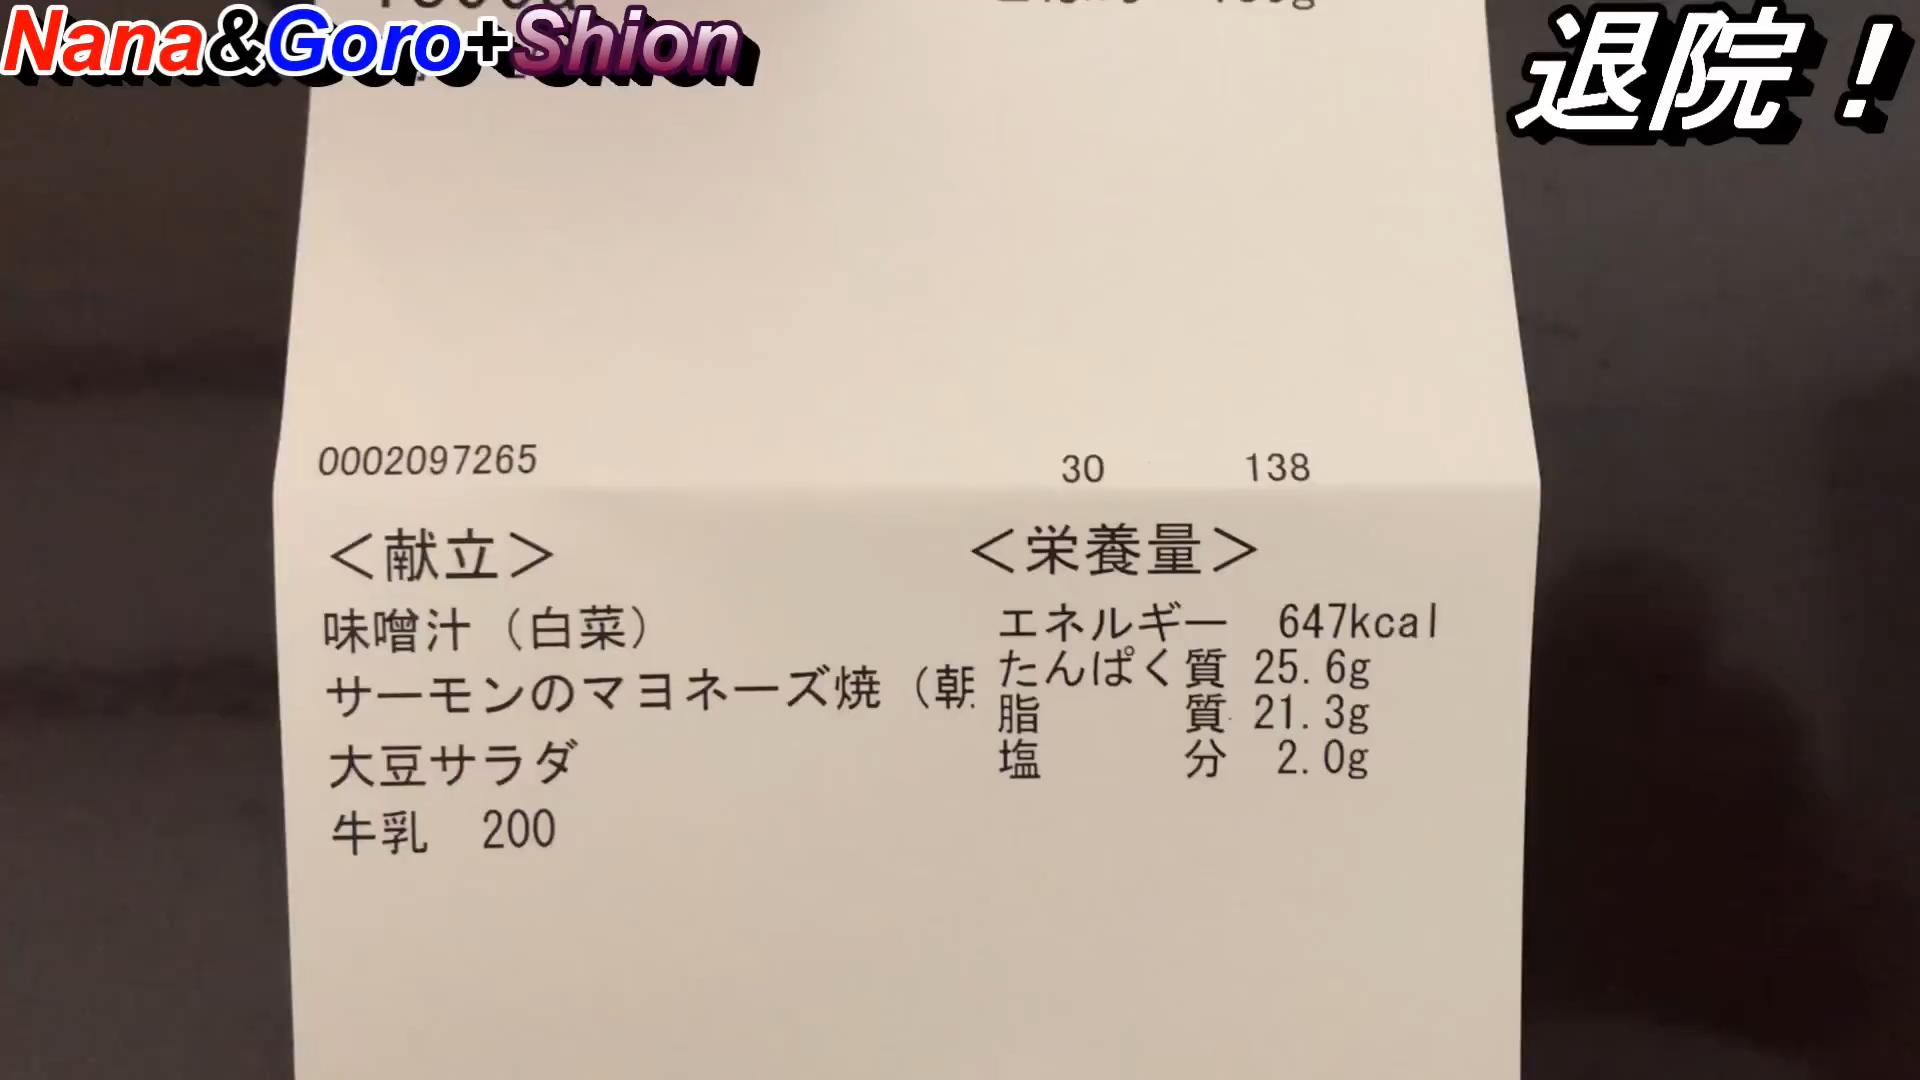 Nana&Goro+Shion
退院！
0002097265 30 138
＜献立＞
味噌汁（白菜）
サーモンのマヨネーズ焼（朝
大豆サラダ
牛乳 200
＜栄養量＞
エネルギー 647kcal
たんぱく質 25.6g
脂 質 21.3g
塩 分 2.0g